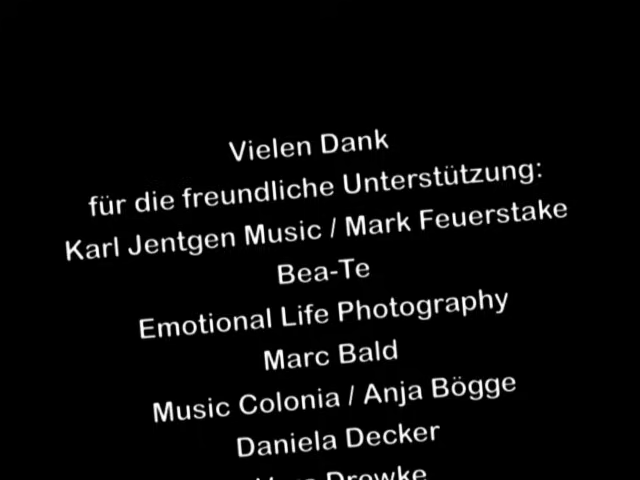 Vielen Dank
für die freundliche Unterstützung:
Karl Jentgen Music / Mark Feuerstake
Bea-Te
Emotional Life Photography
Marc Bald
Music Colonia / Anja Bögge
Daniela Decker